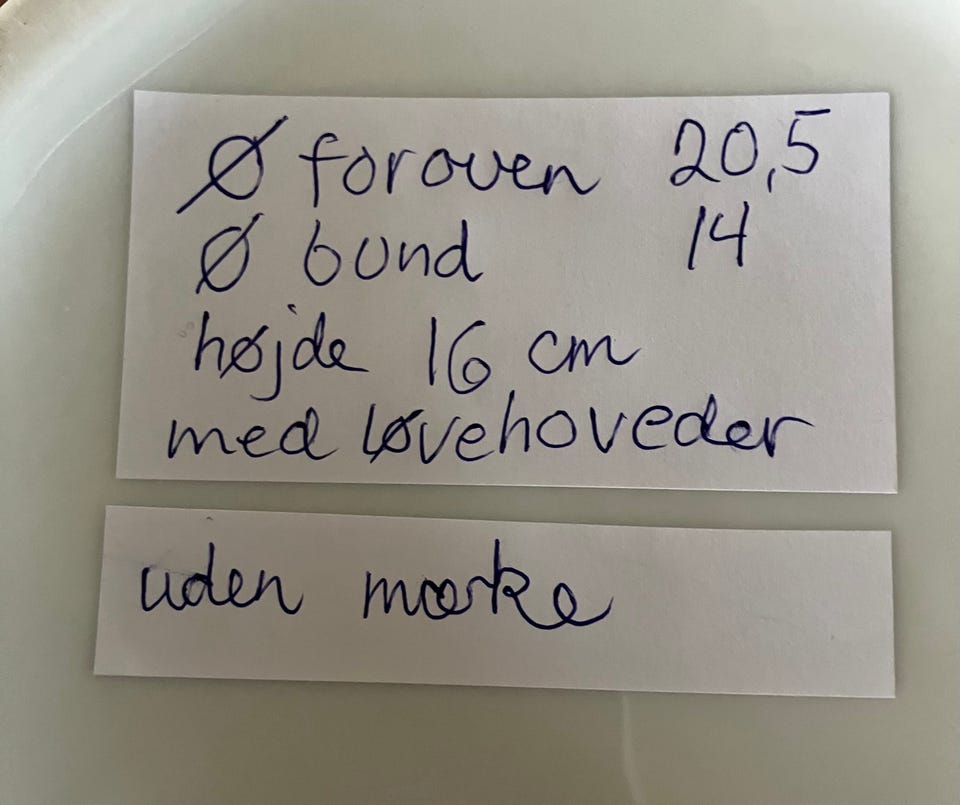 Ø foroven 20,5
Ø bund 14
højde 16 cm
med løvehoveder
uden mærke